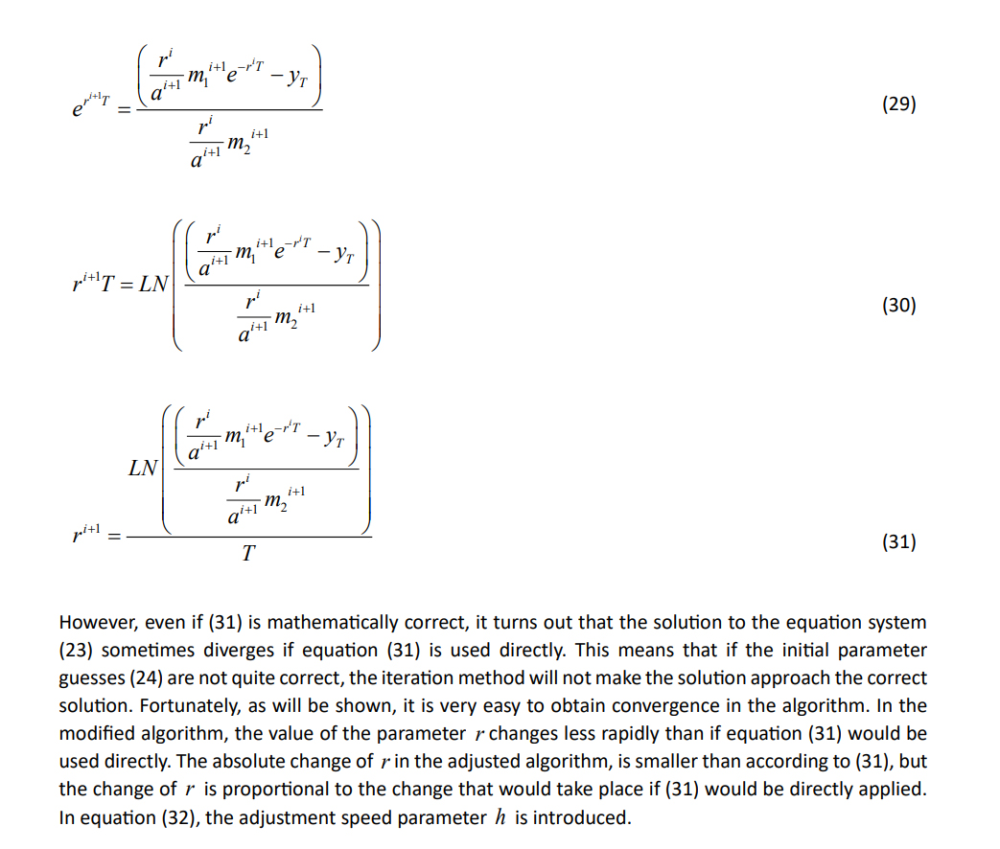 e^{r^{i+1}T} = \frac{\left(\frac{r^i}{a^{i+1}} m_1^{i+1} e^{-r^i T} - y_T\right)}{\frac{r^i}{a^{i+1}} m_2^{i+1}} (29)
r^{i+1}T = LN\left(\frac{\left(\frac{r^i}{a^{i+1}} m_1^{i+1} e^{-r^i T} - y_T\right)}{\frac{r^i}{a^{i+1}} m_2^{i+1}}\right) (30)
r^{i+1} = \frac{LN\left(\frac{\left(\frac{r^i}{a^{i+1}} m_1^{i+1} e^{-r^i T} - y_T\right)}{\frac{r^i}{a^{i+1}} m_2^{i+1}}\right)}{T} (31)
However, even if (31) is mathematically correct, it turns out that the solution to the equation system
(23) sometimes diverges if equation (31) is used directly. This means that if the initial parameter
guesses (24) are not quite correct, the iteration method will not make the solution approach the correct
solution. Fortunately, as will be shown, it is very easy to obtain convergence in the algorithm. In the
modified algorithm, the value of the parameter r changes less rapidly than if equation (31) would be
used directly. The absolute change of r in the adjusted algorithm, is smaller than according to (31), but
the change of r is proportional to the change that would take place if (31) would be directly applied.
In equation (32), the adjustment speed parameter h is introduced.